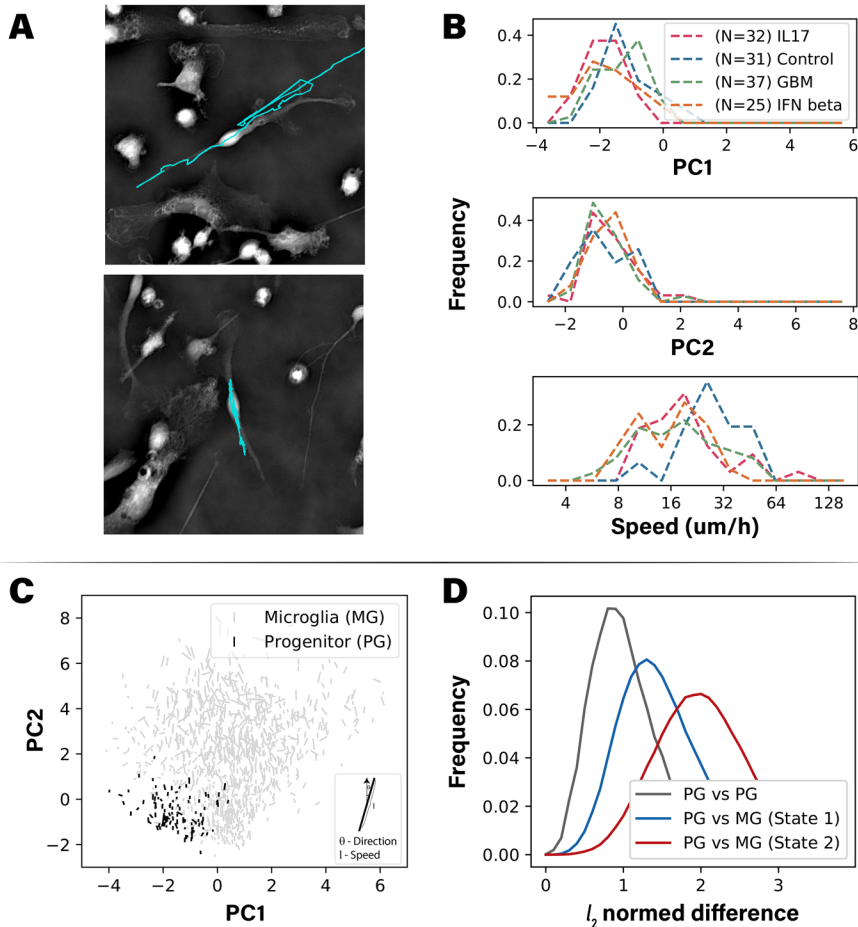 A
B
(N=32) IL17
(N=31) Control
(N=37) GBM
(N=25) IFN beta
0.4
0.2
0.0
−4 −2 0 2 4 6
PC1
0.4
0.2
0.0
−2 0 2 4 6 8
PC2
Frequency
0.2
0.0
4 8 16 32 64 128
Speed (um/h)
C
Microglia (MG)
Progenitor (PG)
8
6
4
2
0
−2
PC2
θ - Direction
l - Speed
−4 −2 0 2 4 6
PC1
D
0.10
0.08
0.06
0.04
0.02
0.00
Frequency
PG vs PG
PG vs MG (State 1)
PG vs MG (State 2)
0 1 2 3
l₂ normed difference